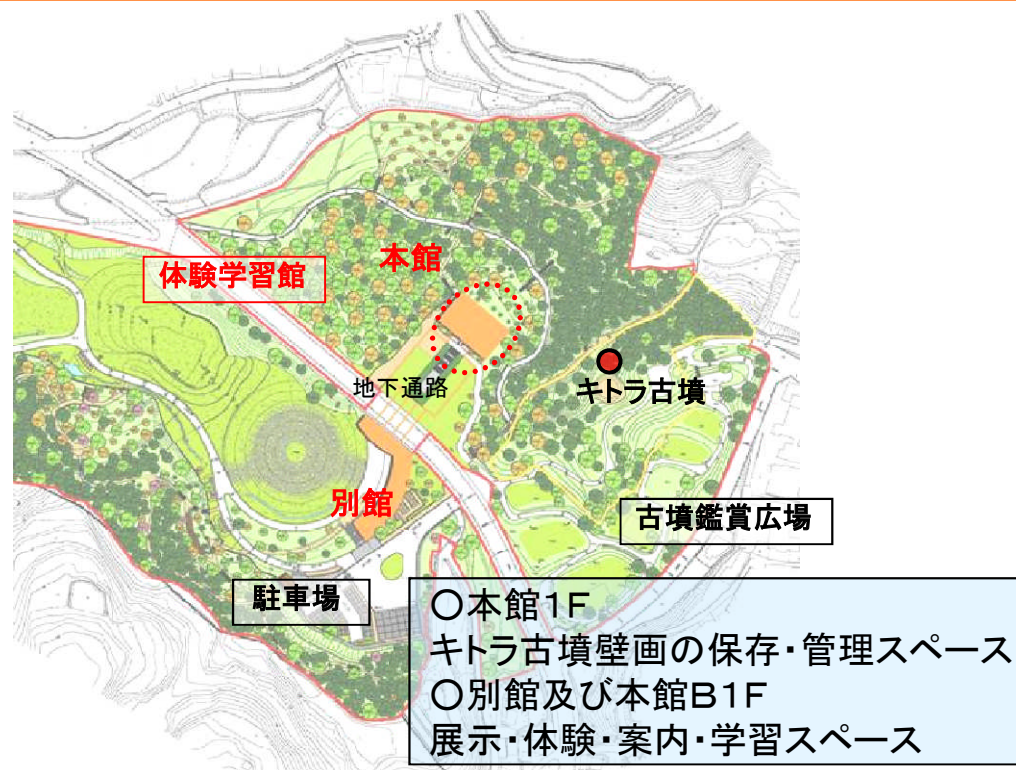 本館
体験学習館
地下通路
キトラ古墳
別館
古墳鑑賞広場
駐車場
○本館1F
キトラ古墳壁画の保存・管理スペース
○別館及び本館B1F
展示・体験・案内・学習スペース